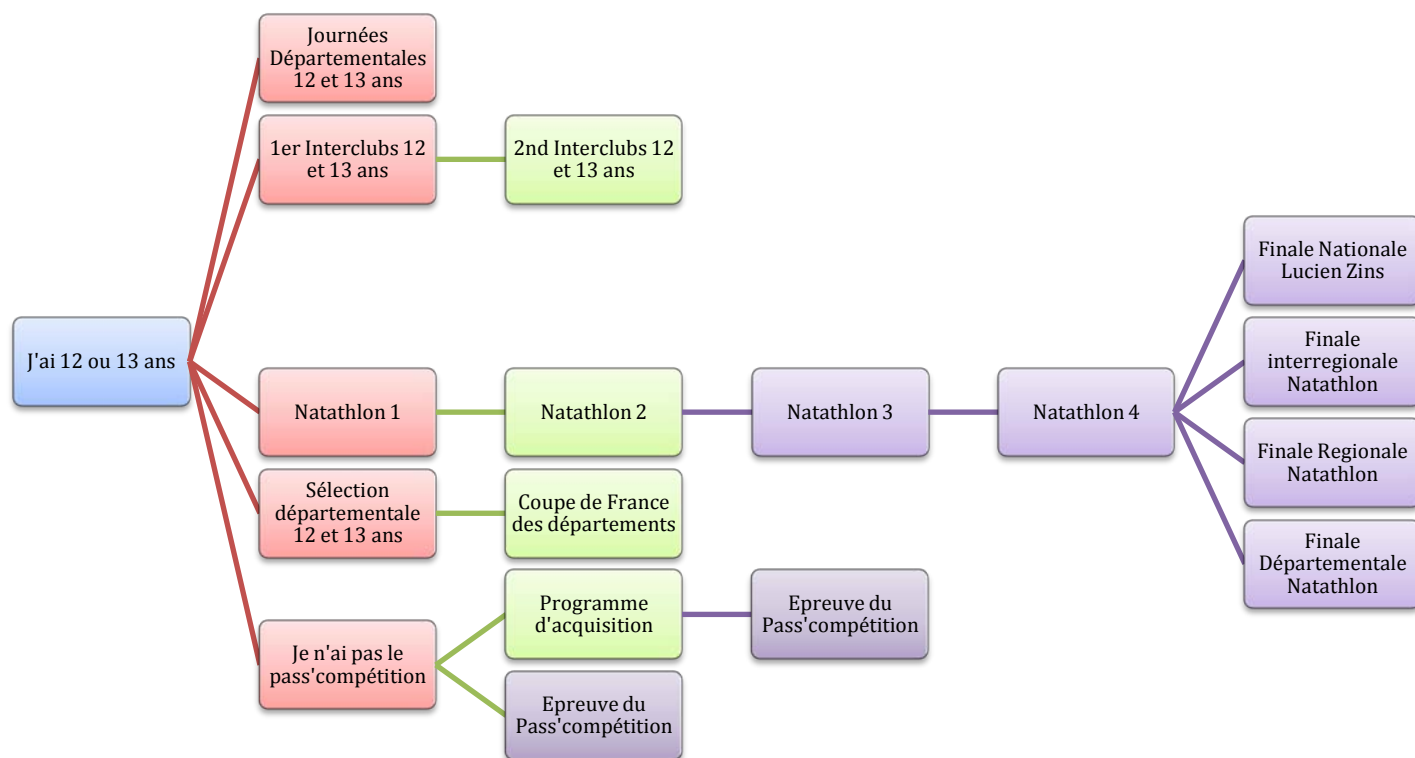 Journées
Départementales
12 et 13 ans
1er Interclubs 12
et 13 ans
2nd Interclubs 12
et 13 ans
J'ai 12 ou 13 ans
Natathlon 1
Natathlon 2
Natathlon 3
Natathlon 4
Finale Nationale
Lucien Zins
Finale
interregionale
Natathlon
Finale Regionale
Natathlon
Finale
Départementale
Natathlon
Sélection
départementale
12 et 13 ans
Coupe de France
des départements
Je n'ai pas le
pass'compétition
Programme
d'acquisition
Epreuve du
Pass'compétition
Epreuve du
Pass'compétition